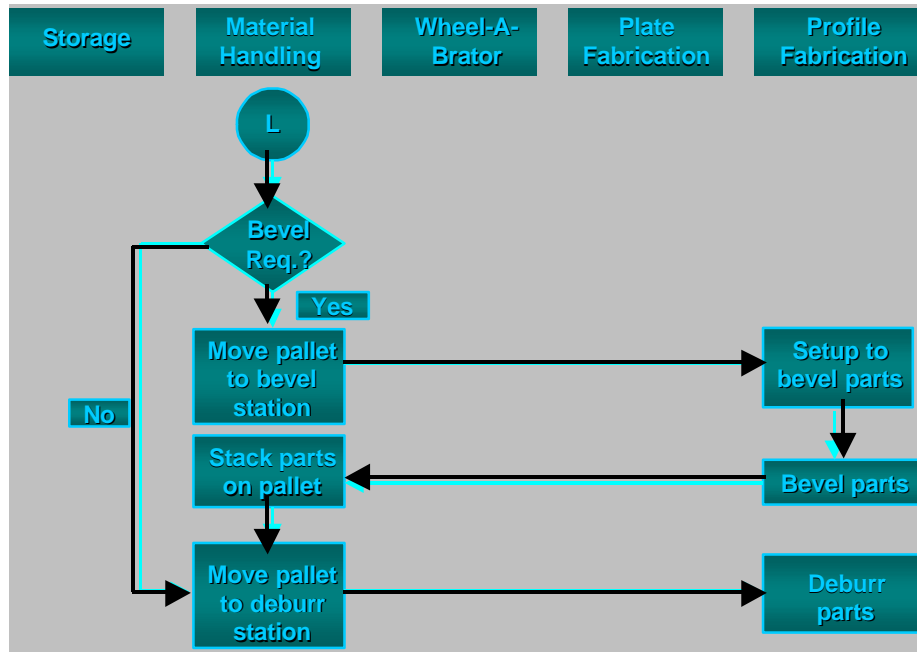 Storage
Material
Handling
Wheel-A-
Brator
Plate
Fabrication
Profile
Fabrication
L
Bevel
Req.?
Yes
Move pallet
to bevel
station
Setup to
bevel parts
No
Stack parts
on pallet
Bevel parts
Move pallet
to deburr
station
Deburr
parts